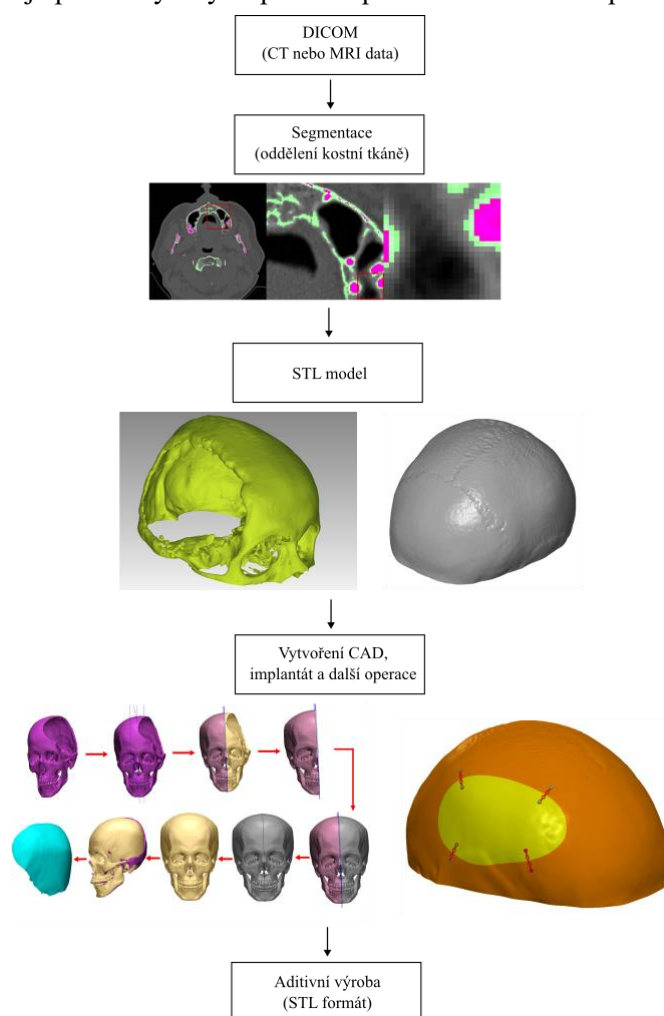 DICOM
(CT nebo MRI data)
Segmentace
(oddělení kostní tkáně)
STL model
Vytvoření CAD,
implantát a další operace
Aditivní výroba
(STL formát)